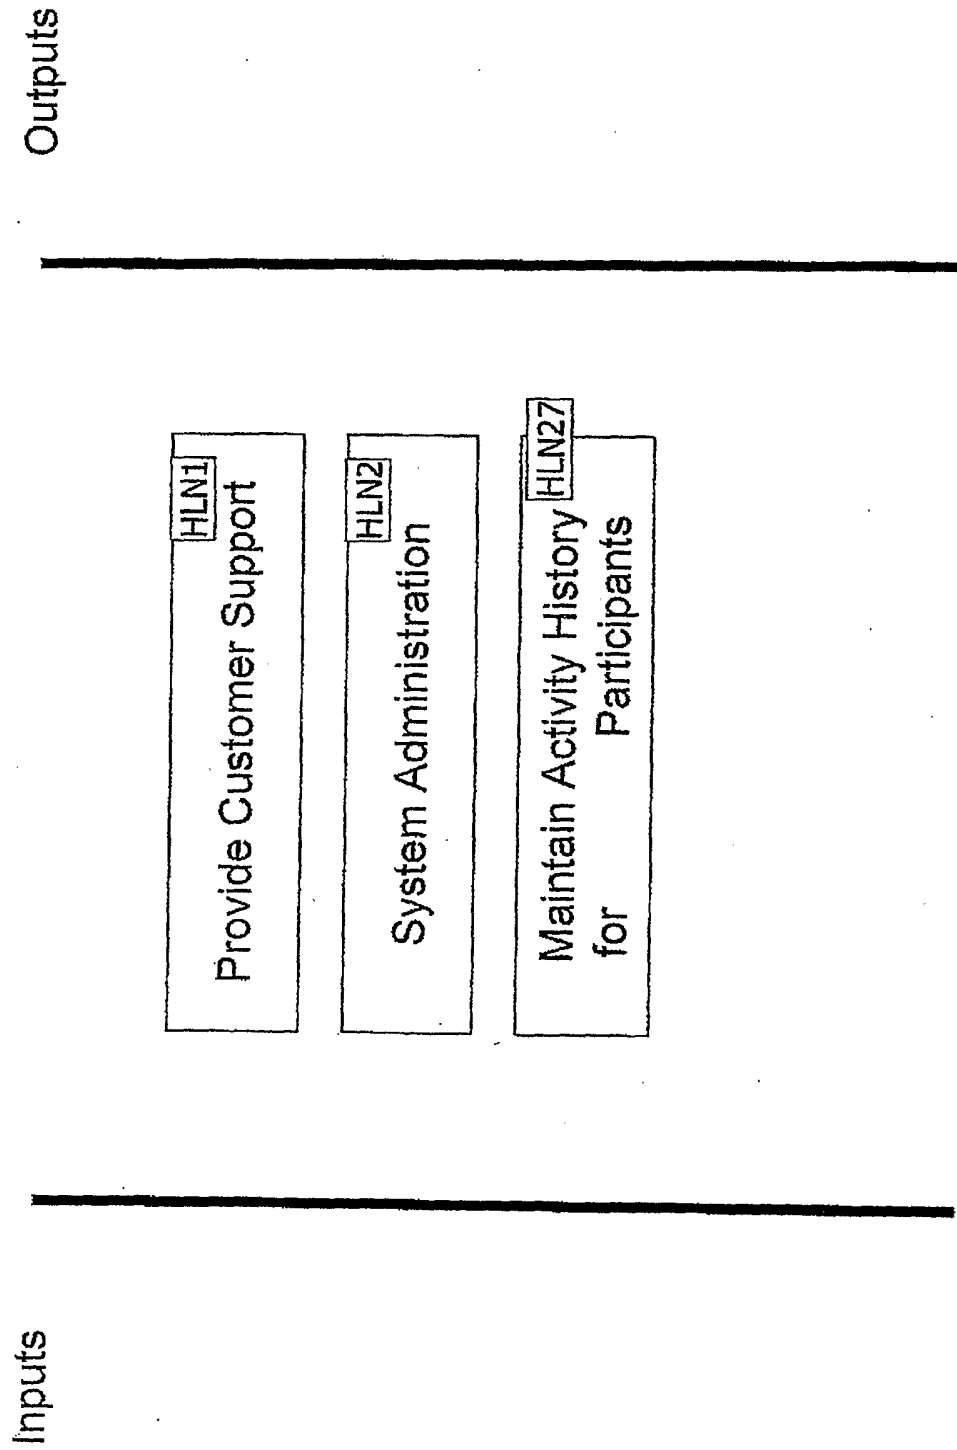 Inputs
Outputs
HLN1
Provide Customer Support
HLN2
System Administration
HLN27
Maintain Activity History
for Participants